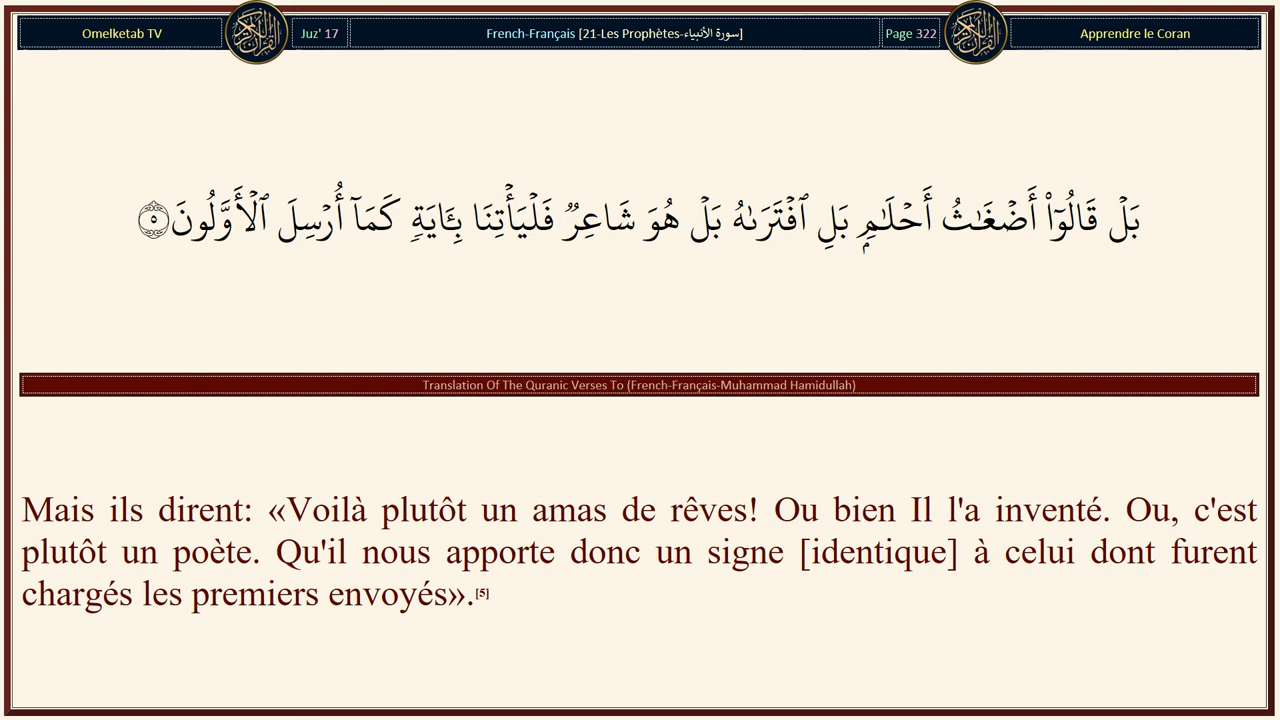 Omelketab TV
Juz' 17
French-Français [21-Les Prophètes-سورة الأنبياء]
Page 322
Apprendre le Coran
بَلۡ قَالُوٓاْ أَضۡغَٰثُ أَحۡلَٰمِۭ بَلِ ٱفۡتَرَىٰهُ بَلۡ هُوَ شَاعِرٞ فَلۡيَأۡتِنَا بِـَٔايَةٖ كَمَآ أُرۡسِلَ ٱلۡأَوَّلُونَ ٥
Translation Of The Quranic Verses To (French-Français-Muhammad Hamidullah)
Mais ils dirent: «Voilà plutôt un amas de rêves! Ou bien Il l'a inventé. Ou, c'est
plutôt un poète. Qu'il nous apporte donc un signe [identique] à celui dont furent
chargés les premiers envoyés».[5]